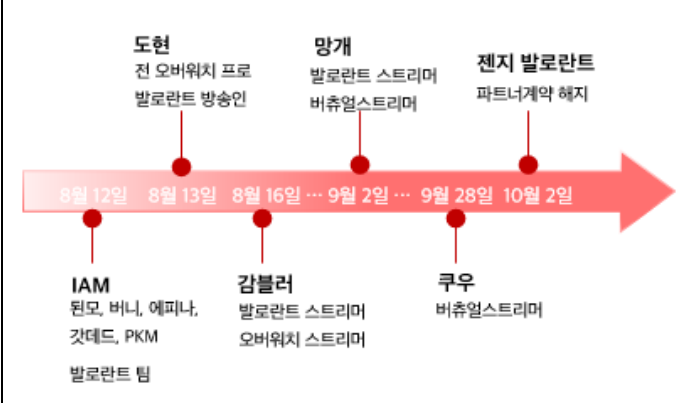 도현
전 오버워치 프로
발로란트 방송인
망개
발로란트 스트리머
버츄얼스트리머
젠지 발로란트
파트너계약 해지
8월 12일 8월 13일 8월 16일 ··· 9월 2일 ··· 9월 28일 10월 2일
IAM
된모, 버니, 에피나,
갓데드, PKM
발로란트 팀
감블러
발로란트 스트리머
오버워치 스트리머
쿠우
버츄얼스트리머